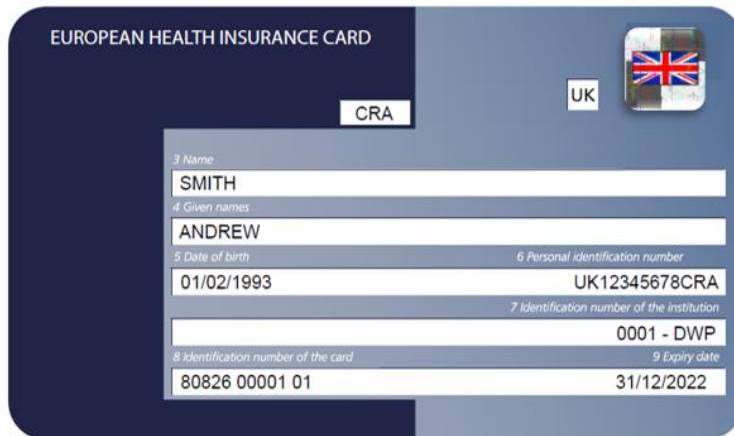 EUROPEAN HEALTH INSURANCE CARD
UK
CRA
3 Name
SMITH
4 Given names
ANDREW
5 Date of birth 6 Personal identification number
01/02/1993 UK12345678CRA
7 Identification number of the institution
0001 - DWP
8 Identification number of the card 9 Expiry date
80826 00001 01 31/12/2022